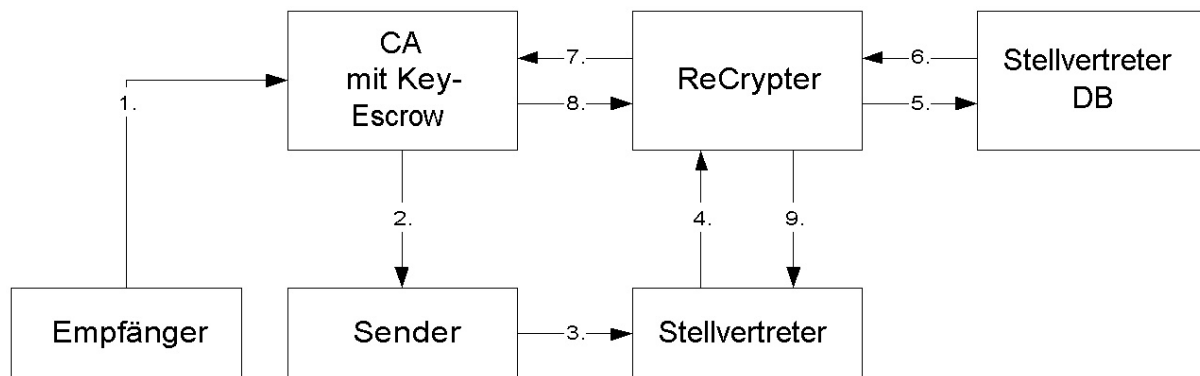 CA
mit Key-
Escrow
7.
8.
ReCrypter
6.
5.
Stellvertreter
DB
1.
2.
4.
9.
Empfänger
Sender
3.
Stellvertreter